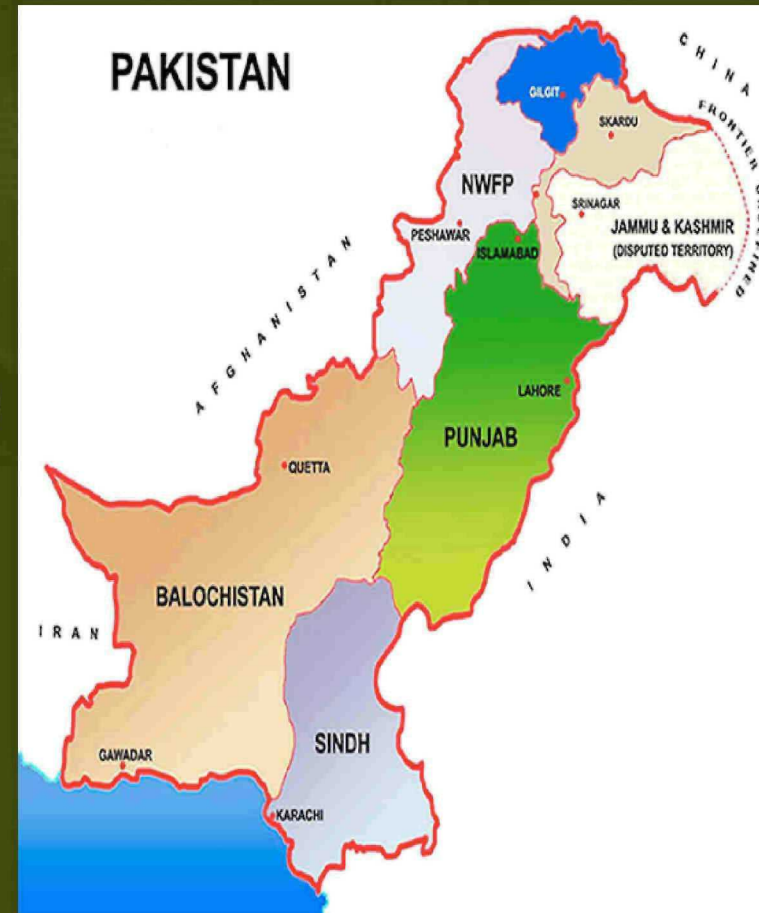 PAKISTAN
CHINA
FRONTIER UNDEFINED
GILGIT
SKARDU
NWFP
SRINAGAR
JAMMU & KASHMIR
(DISPUTED TERRITORY)
PESHAWAR
ISLAMABAD
AFGHANISTAN
LAHORE
PUNJAB
QUETTA
INDIA
BALOCHISTAN
IRAN
SINDH
GAWADAR
KARACHI